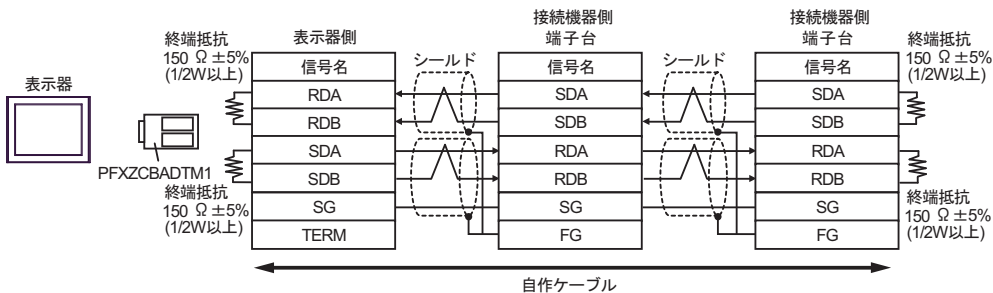 表示器
PFXZCBADTM1
終端抵抗
150 Ω ±5%
(1/2W以上)
終端抵抗
150 Ω ±5%
(1/2W以上)
表示器側
信号名
RDA
RDB
SDA
SDB
SG
TERM
シールド
接続機器側
端子台
信号名
SDA
SDB
RDA
RDB
SG
FG
シールド
接続機器側
端子台
信号名
SDA
SDB
RDA
RDB
SG
FG
終端抵抗
150 Ω ±5%
(1/2W以上)
終端抵抗
150 Ω ±5%
(1/2W以上)
自作ケーブル